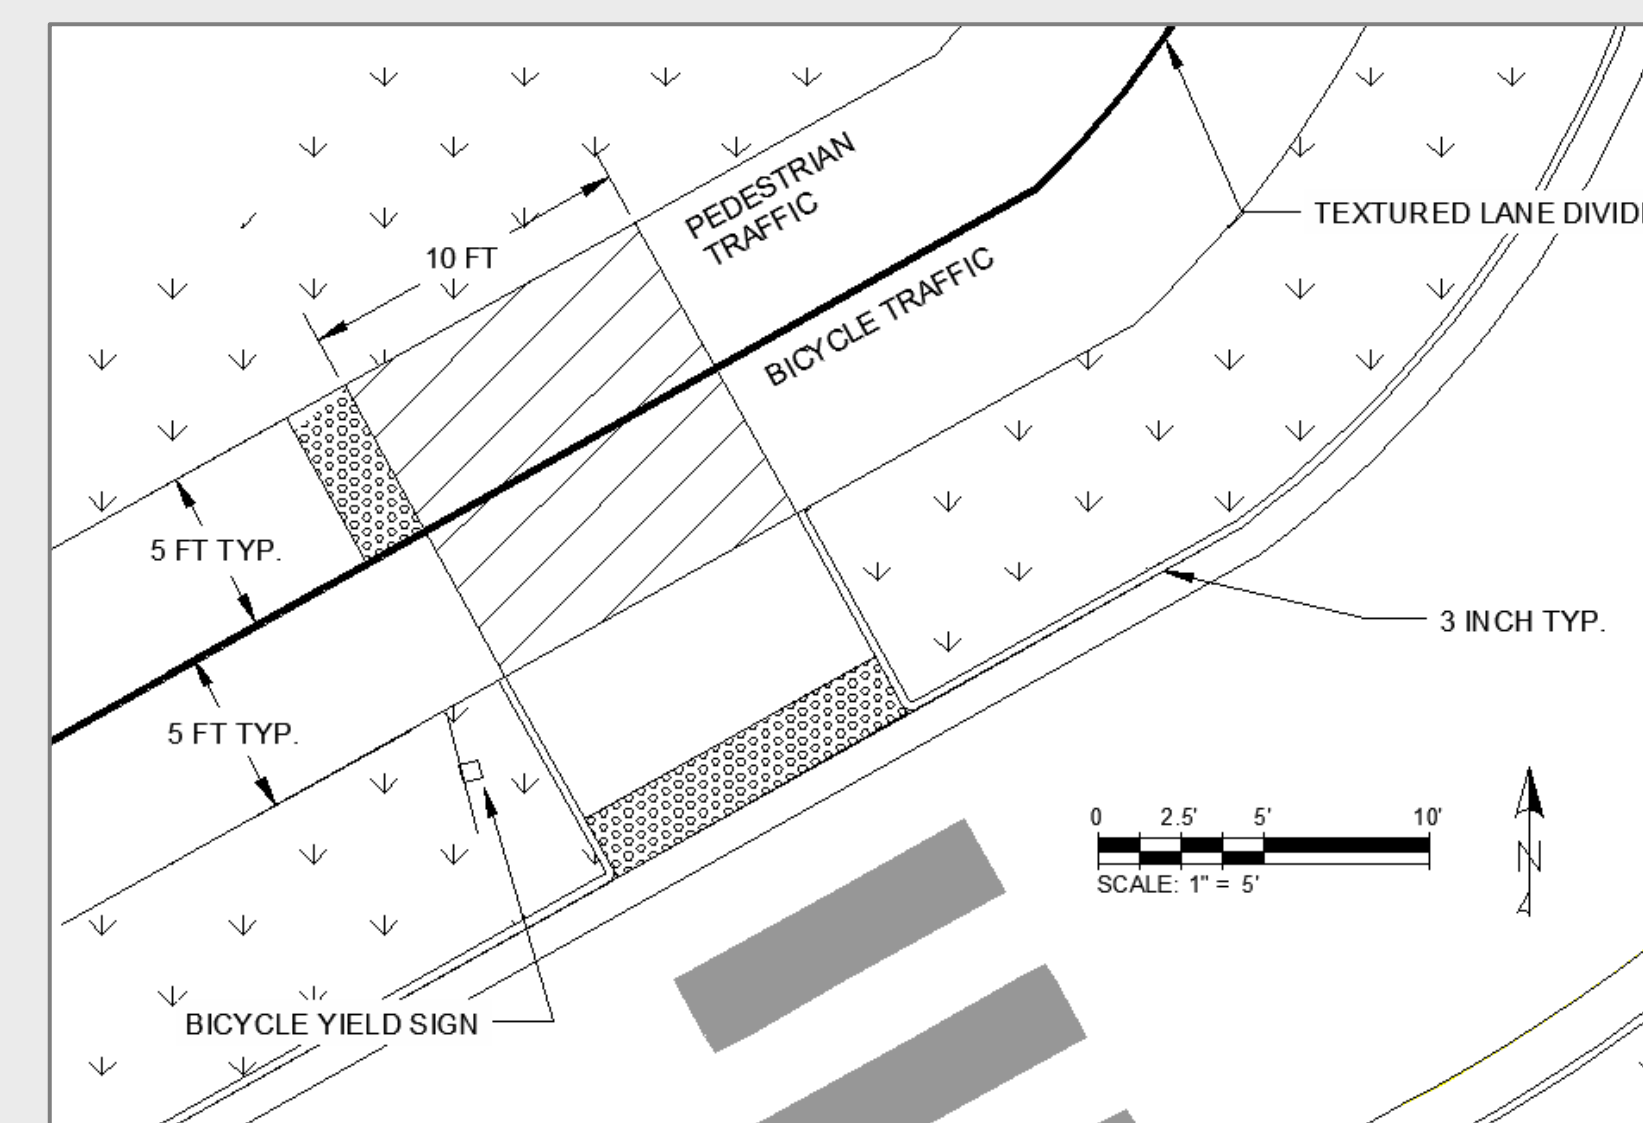 PEDESTRIAN
TRAFFIC
TEXTURED LANE
10 FT
BICYCLE TRAFFIC
5 FT TYP.
3 INCH TYP.
5 FT TYP.
0 2.5' 5' 10'
SCALE: 1" = 5'
N
BICYCLE YIELD SIGN